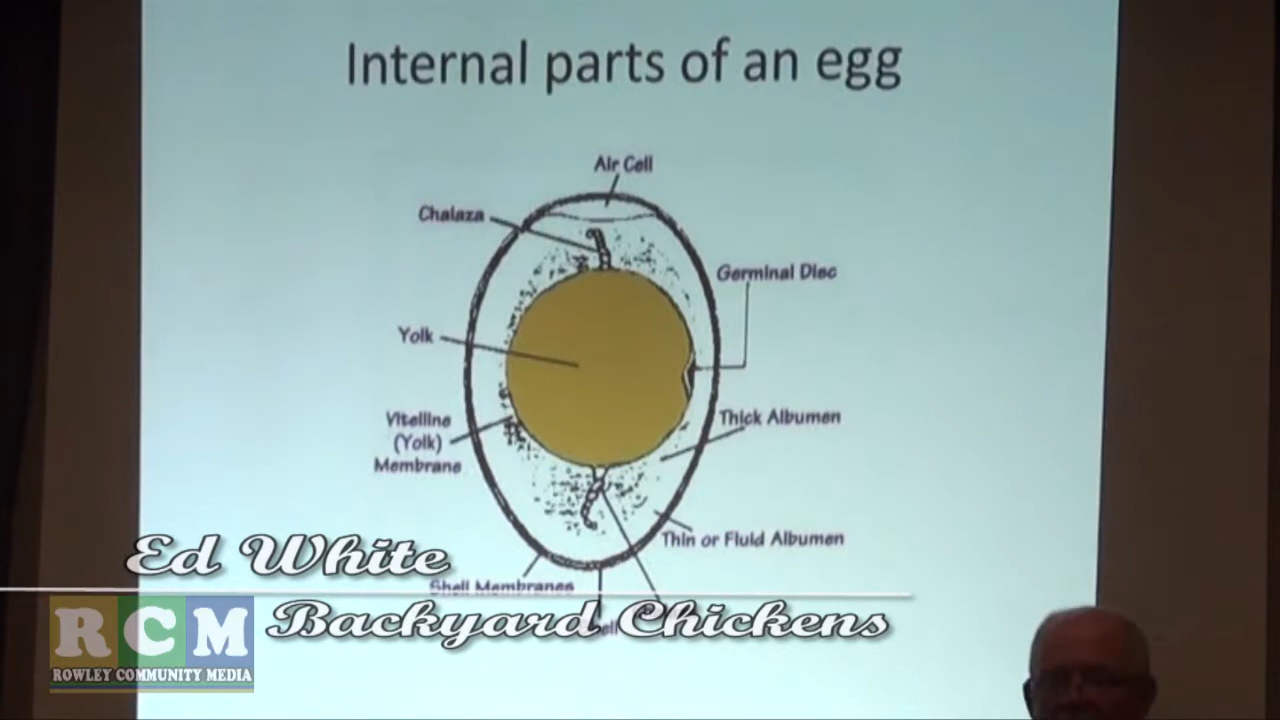 Internal parts of an egg
Air Cell
Chalaza
Germinal Disc
Yolk
Thick Albumen
Vitelline
(Yolk)
Membrane
Thin or Fluid Albumen
Shell Membranes
Ed White
Backyard Chickens
RCM
ROWLEY COMMUNITY MEDIA